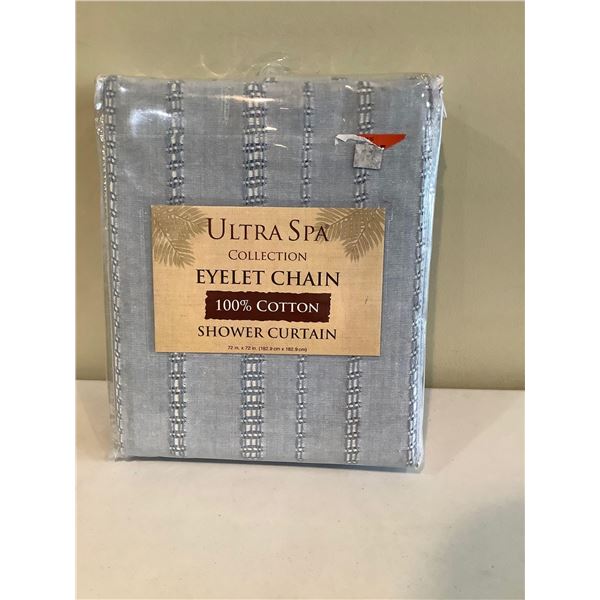 ULTRA SPA
COLLECTION
EYELET CHAIN
100% COTTON
SHOWER CURTAIN
72 in. x 72 in. (182.9 cm x 182.9 cm)